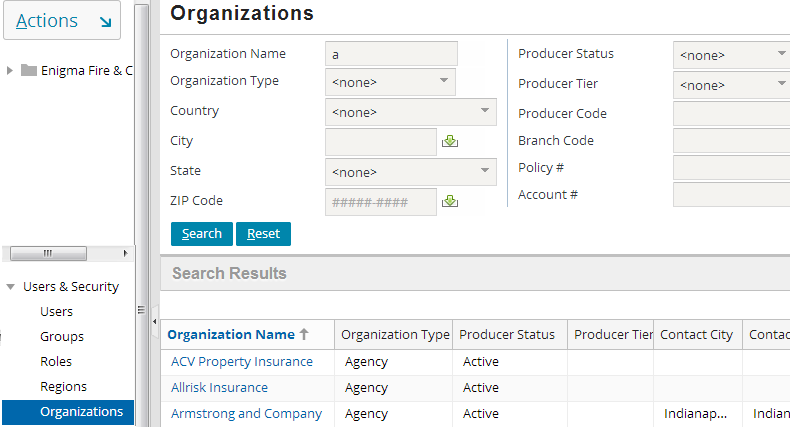 Actions
Enigma Fire & C
Users & Security
Users
Groups
Roles
Regions
Organizations
Organizations
Organization Name a
Organization Type <none>
Country <none>
City
State <none>
ZIP Code #####-####
Producer Status <none>
Producer Tier <none>
Producer Code
Branch Code
Policy #
Account #
Search Reset
Search Results
Organization Name Organization Type Producer Status Producer Tier Contact City Contac
ACV Property Insurance Agency Active
Allrisk Insurance Agency Active
Armstrong and Company Agency Active Indianap... Indian